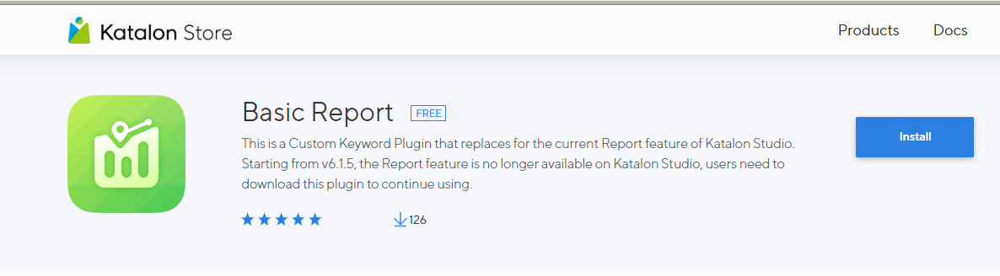 Katalon Store
Products
Docs
Basic Report
FREE
This is a Custom Keyword Plugin that replaces for the current Report feature of Katalon Studio.
Starting from v6.1.5, the Report feature is no longer available on Katalon Studio, users need to
download this plugin to continue using.
Install
126